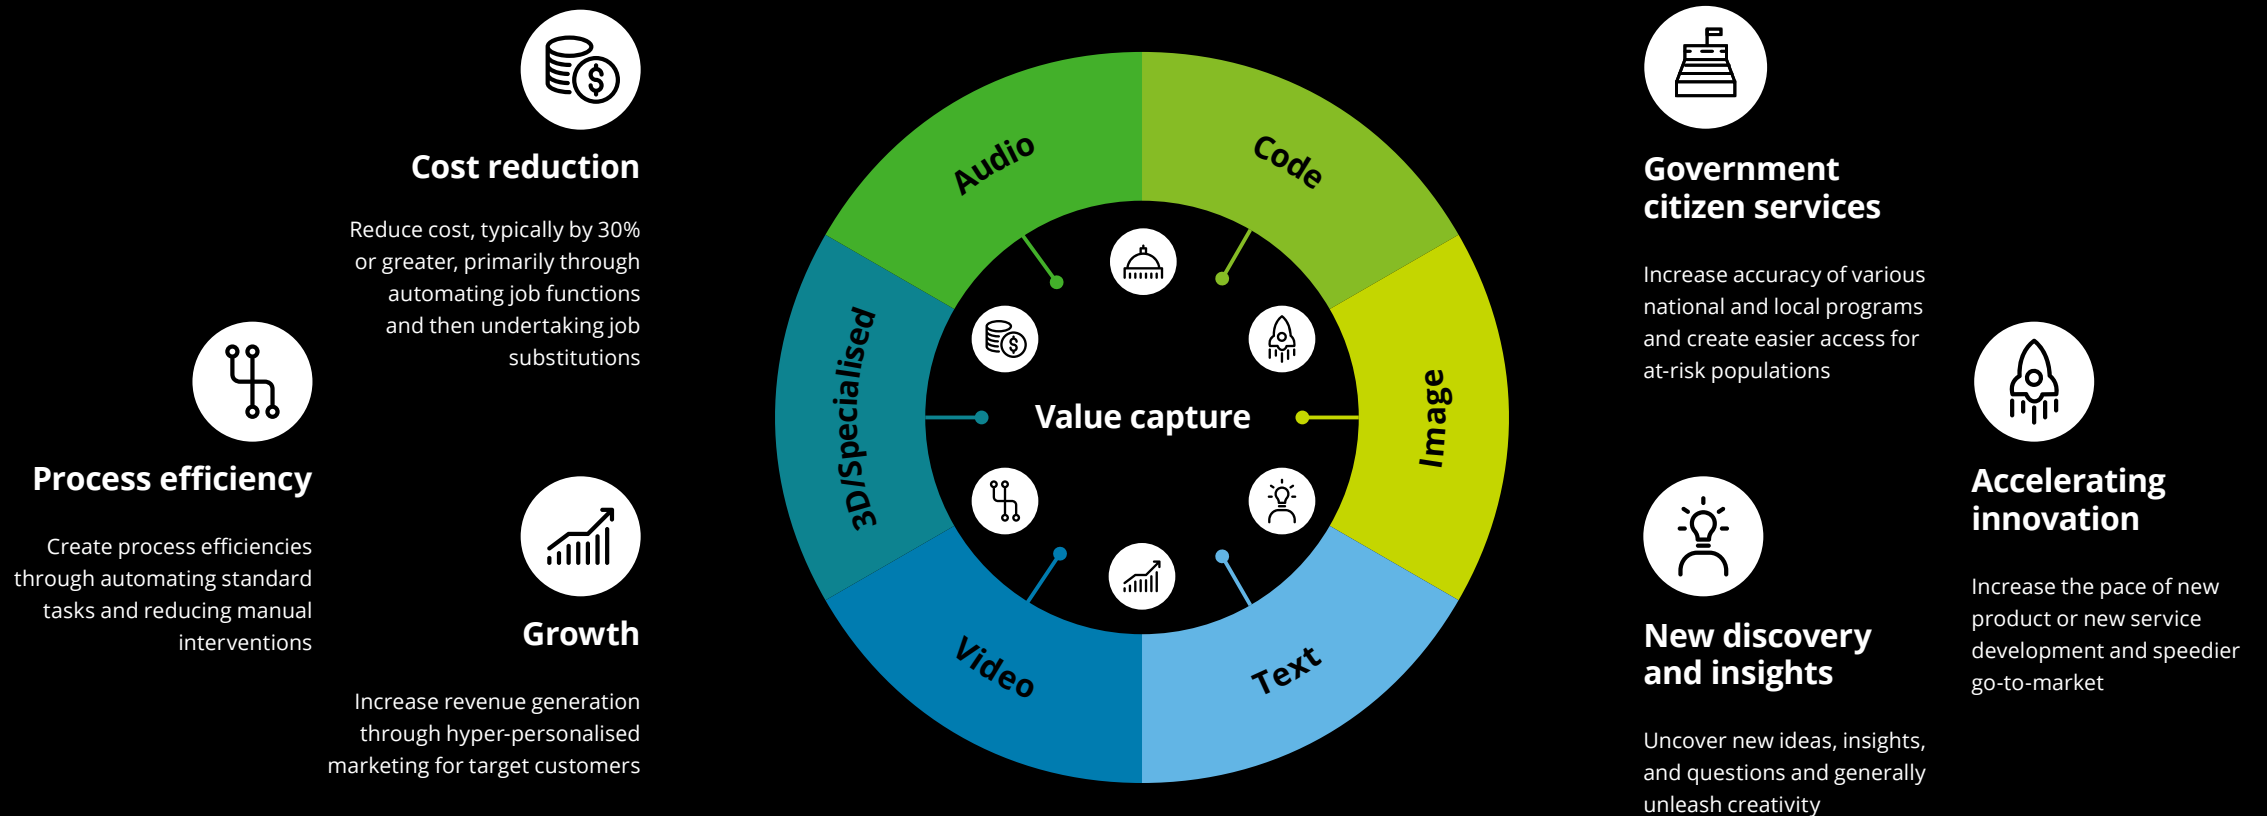 Cost reduction
Reduce cost, typically by 30%
or greater, primarily through
automating job functions
and then undertaking job
substitutions
Process efficiency
Create process efficiencies
through automating standard
tasks and reducing manual
interventions
Growth
Increase revenue generation
through hyper-personalised
marketing for target customers
Audio
Code
3D/Specialised
Image
Value capture
Video
Text
Government
citizen services
Increase accuracy of various
national and local programs
and create easier access for
at-risk populations
Accelerating
innovation
Increase the pace of new
product or new service
development and speedier
go-to-market
New discovery
and insights
Uncover new ideas, insights,
and questions and generally
unleash creativity